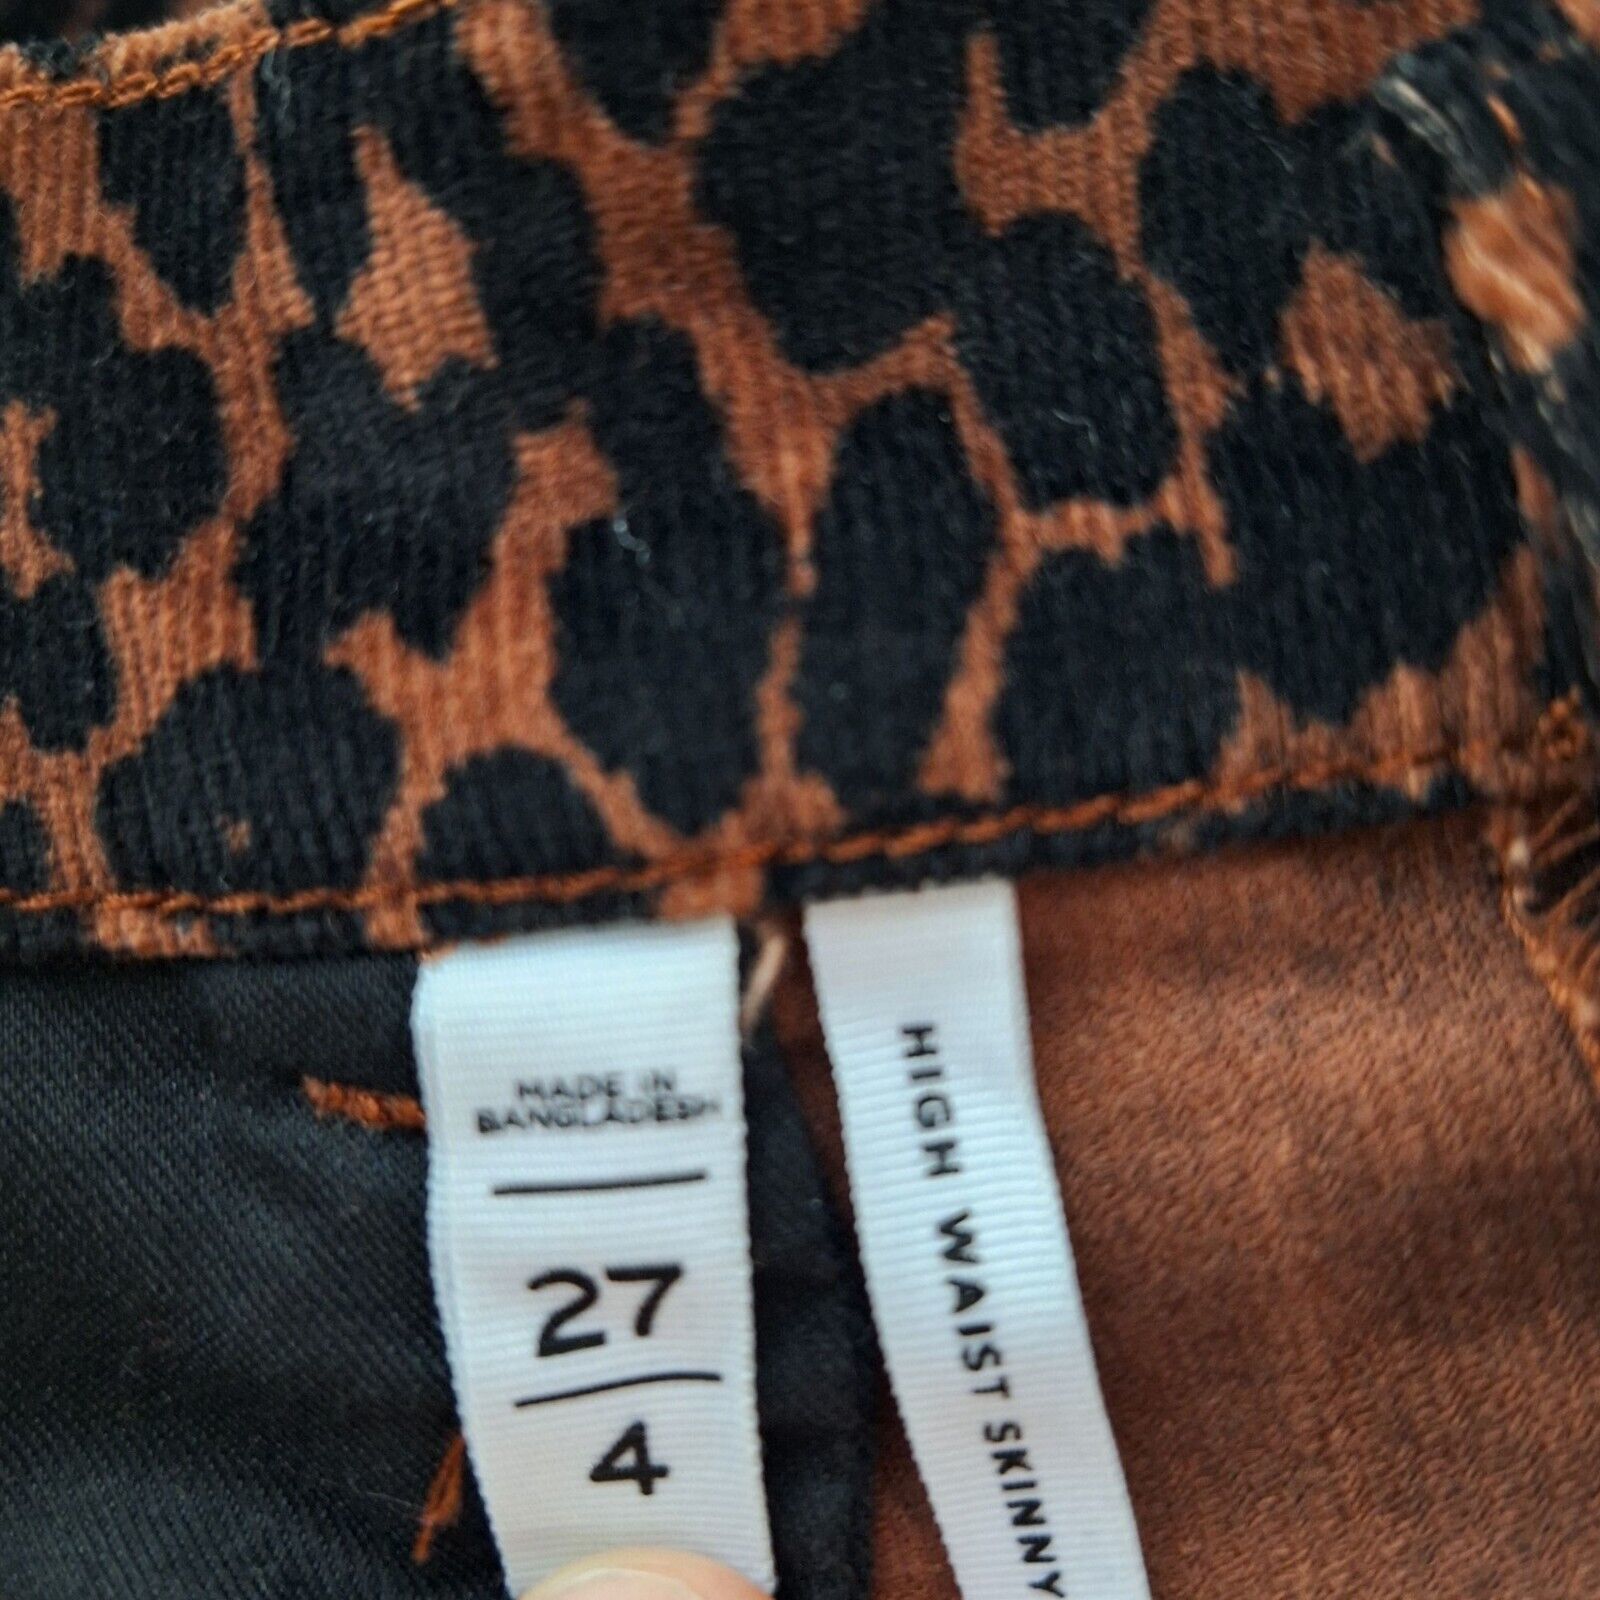 MADE IN
BANGLADESH
27
4
HIGH WAIST SKINNY